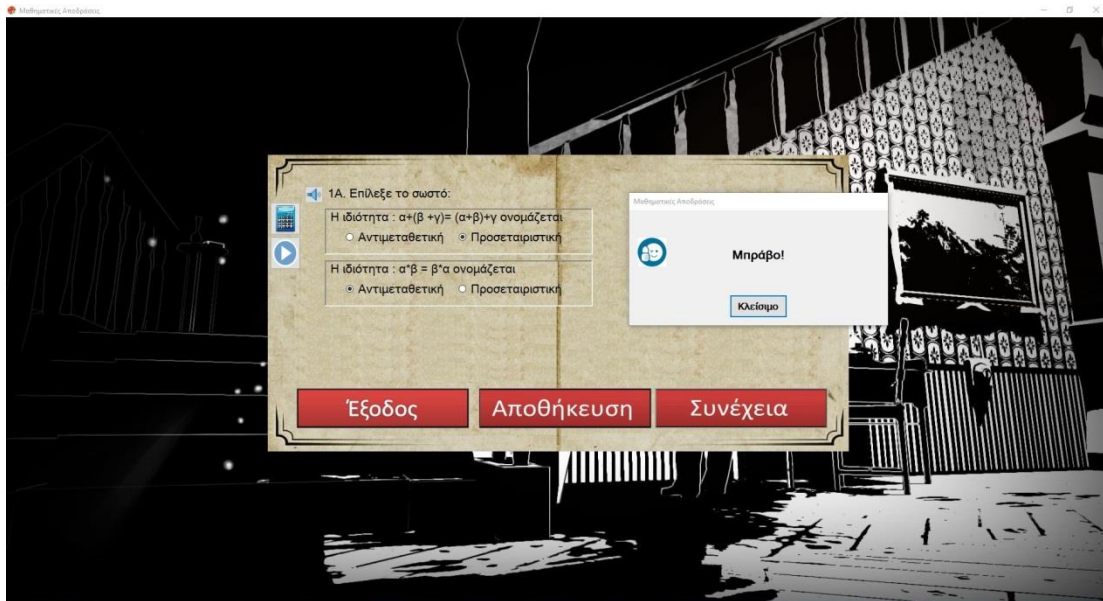 Μαθηματικές Αποδράσεις
1Α. Επίλεξε το σωστό:
Η ιδιότητα : α+(β +γ)= (α+β)+γ ονομάζεται
Αντιμεταθετική Προσεταιριστική
Η ιδιότητα : α*β = β*α ονομάζεται
Αντιμεταθετική Προσεταιριστική
Μαθηματικές Αποδράσεις
Μπράβο!
Κλείσιμο
Έξοδος Αποθήκευση Συνέχεια